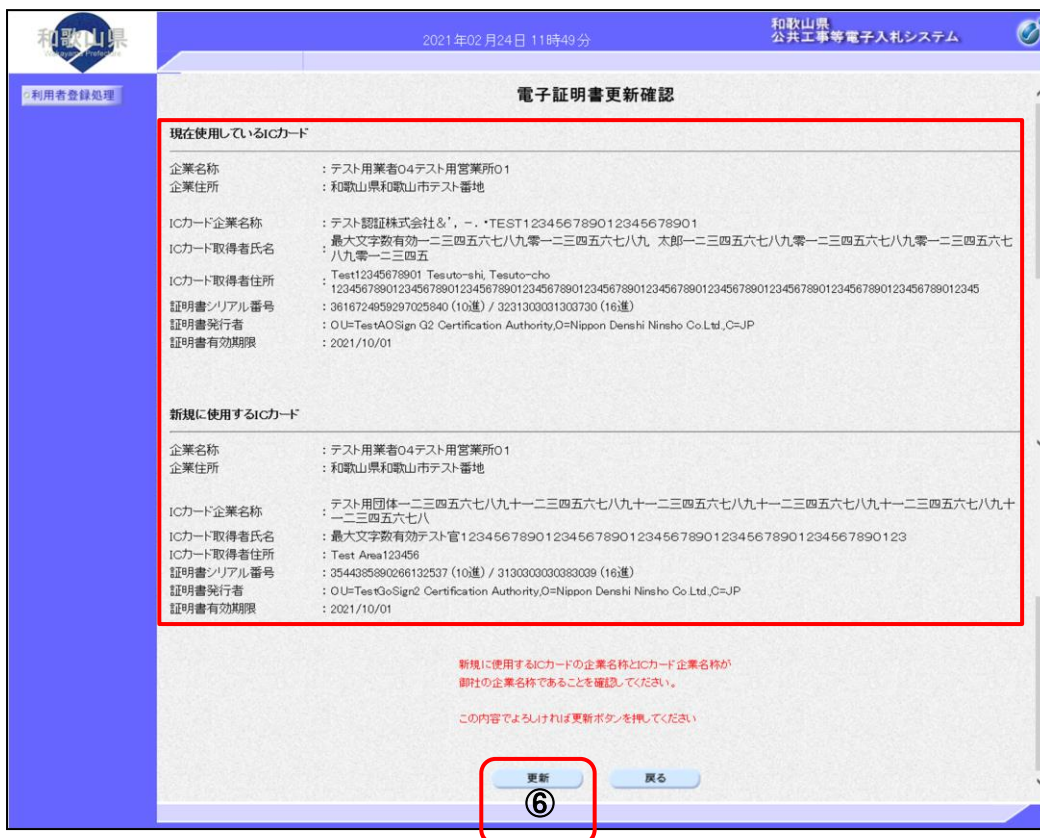 和歌山県
Wakayama Prefecture
2021年02月24日 11時49分
和歌山県
公共工事等電子入札システム
利用者登録処理
電子証明書更新確認
現在使用しているICカード
企業名称 : テスト用業者04テスト用営業所01
企業住所 : 和歌山県和歌山市テスト番地
ICカード企業名称 : テスト認証株式会社&’, －. ・TEST123456789012345678901
ICカード取得者氏名 : 最大文字数有効一二三四五六七八九零一二三四五六七八九 太郎一二三四五六七八九零一二三四五六七八九零一二三四五六七
八九零一二三四五
ICカード取得者住所 : Test12345678901 Tesuto-shi, Tesuto-cho
証明書シリアル番号 : 3616724959297025840 (10進) / 3231303031303730 (16進)
証明書発行者 : OU=TestAOSign G2 Certification Authority,O=Nippon Denshi Ninsho Co.Ltd.,C=JP
証明書有効期限 : 2021/10/01
新規に使用するICカード
企業名称 : テスト用業者04テスト用営業所01
企業住所 : 和歌山県和歌山市テスト番地
ICカード企業名称 : テスト用団体一二三四五六七八九十一二三四五六七八九十一二三四五六七八九十一二三四五六七八九十一二三四五六七八九十
一二三四五六七八
ICカード取得者氏名 : 最大文字数有効テスト官12345678901234567890123456789012345678901234567890123
ICカード取得者住所 : Test Area123456
証明書シリアル番号 : 3544385890266132537 (10進) / 3130303030383039 (16進)
証明書発行者 : OU=TestGoSign2 Certification Authority,O=Nippon Denshi Ninsho Co.Ltd.,C=JP
証明書有効期限 : 2021/10/01
新規に使用するICカードの企業名称とICカード企業名称が
御社の企業名称であることを確認してください。
この内容でよろしければ更新ボタンを押してください
更新 戻る
⑥